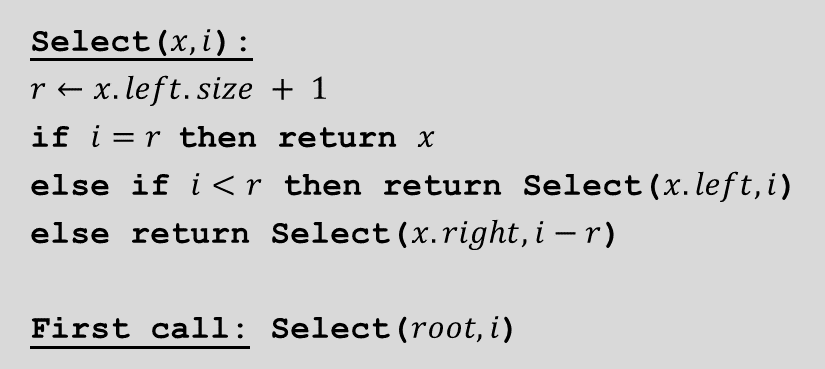 Select(x,i):
r ← x.left.size + 1
if i = r then return x
else if i < r then return Select(x.left,i)
else return Select(x.right,i − r)
First call: Select(root,i)